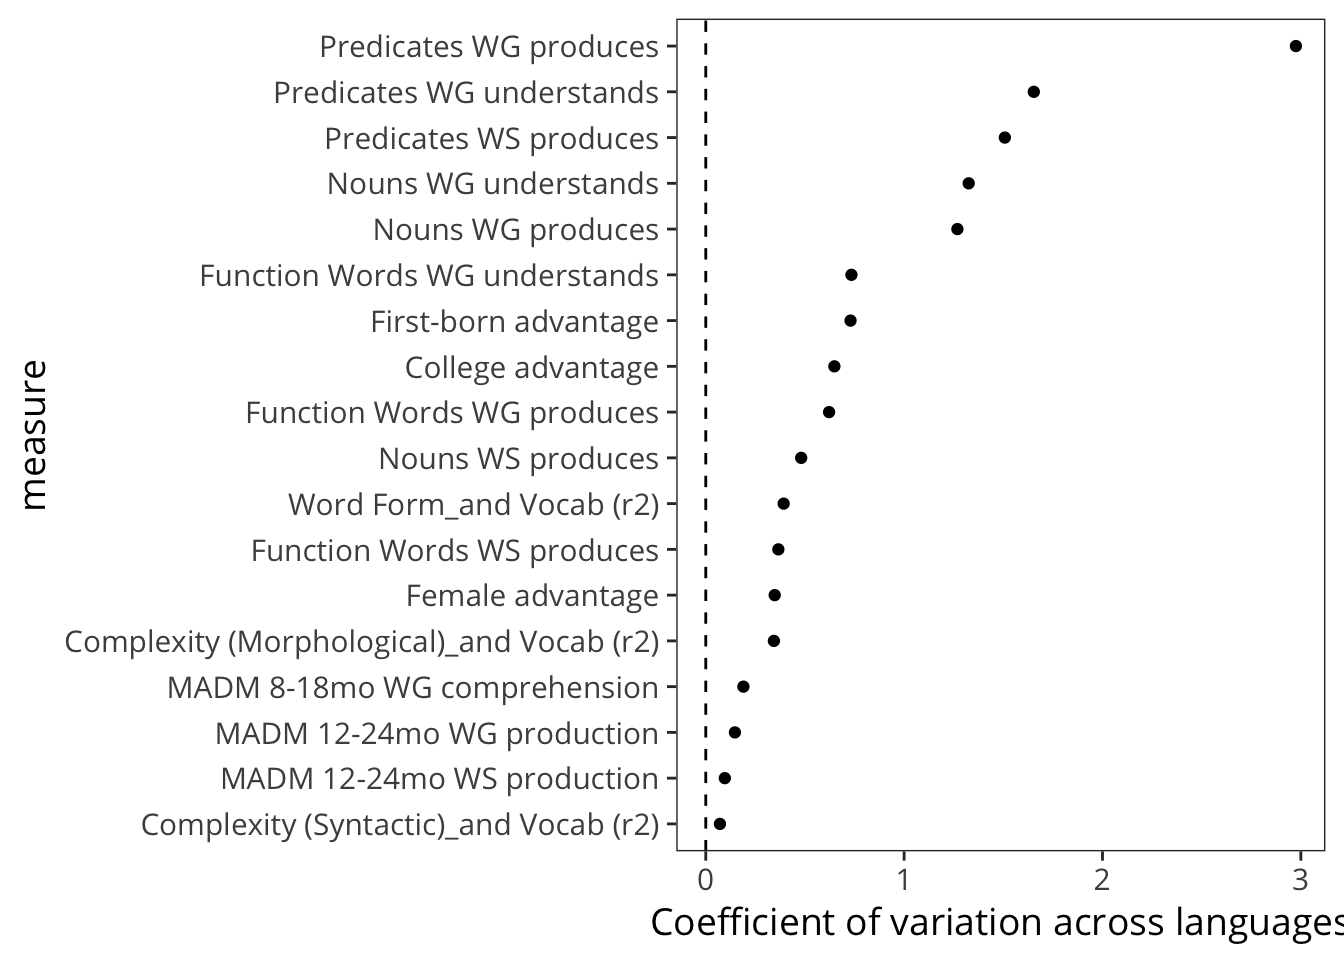 Predicates WG produces
Predicates WG understands
Predicates WS produces
Nouns WG understands
Nouns WG produces
Function Words WG understands
First-born advantage
College advantage
Function Words WG produces
Nouns WS produces
Word Form_and Vocab (r2)
Function Words WS produces
Female advantage
Complexity (Morphological)_and Vocab (r2)
MADM 8-18mo WG comprehension
MADM 12-24mo WG production
MADM 12-24mo WS production
Complexity (Syntactic)_and Vocab (r2)
measure
0 1 2 3
Coefficient of variation across languages